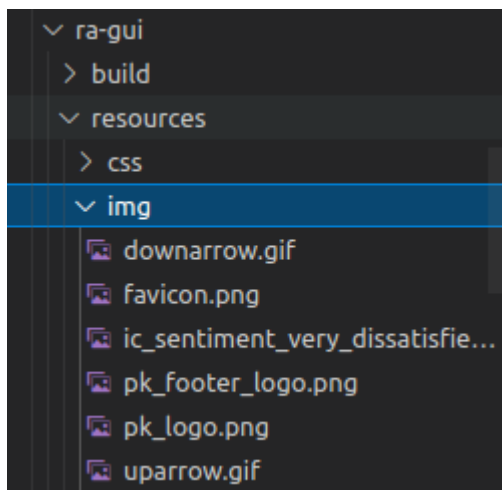 ra-gui
build
resources
css
img
downarrow.gif
favicon.png
ic_sentiment_very_dissatisfie...
pk_footer_logo.png
pk_logo.png
uparrow.gif